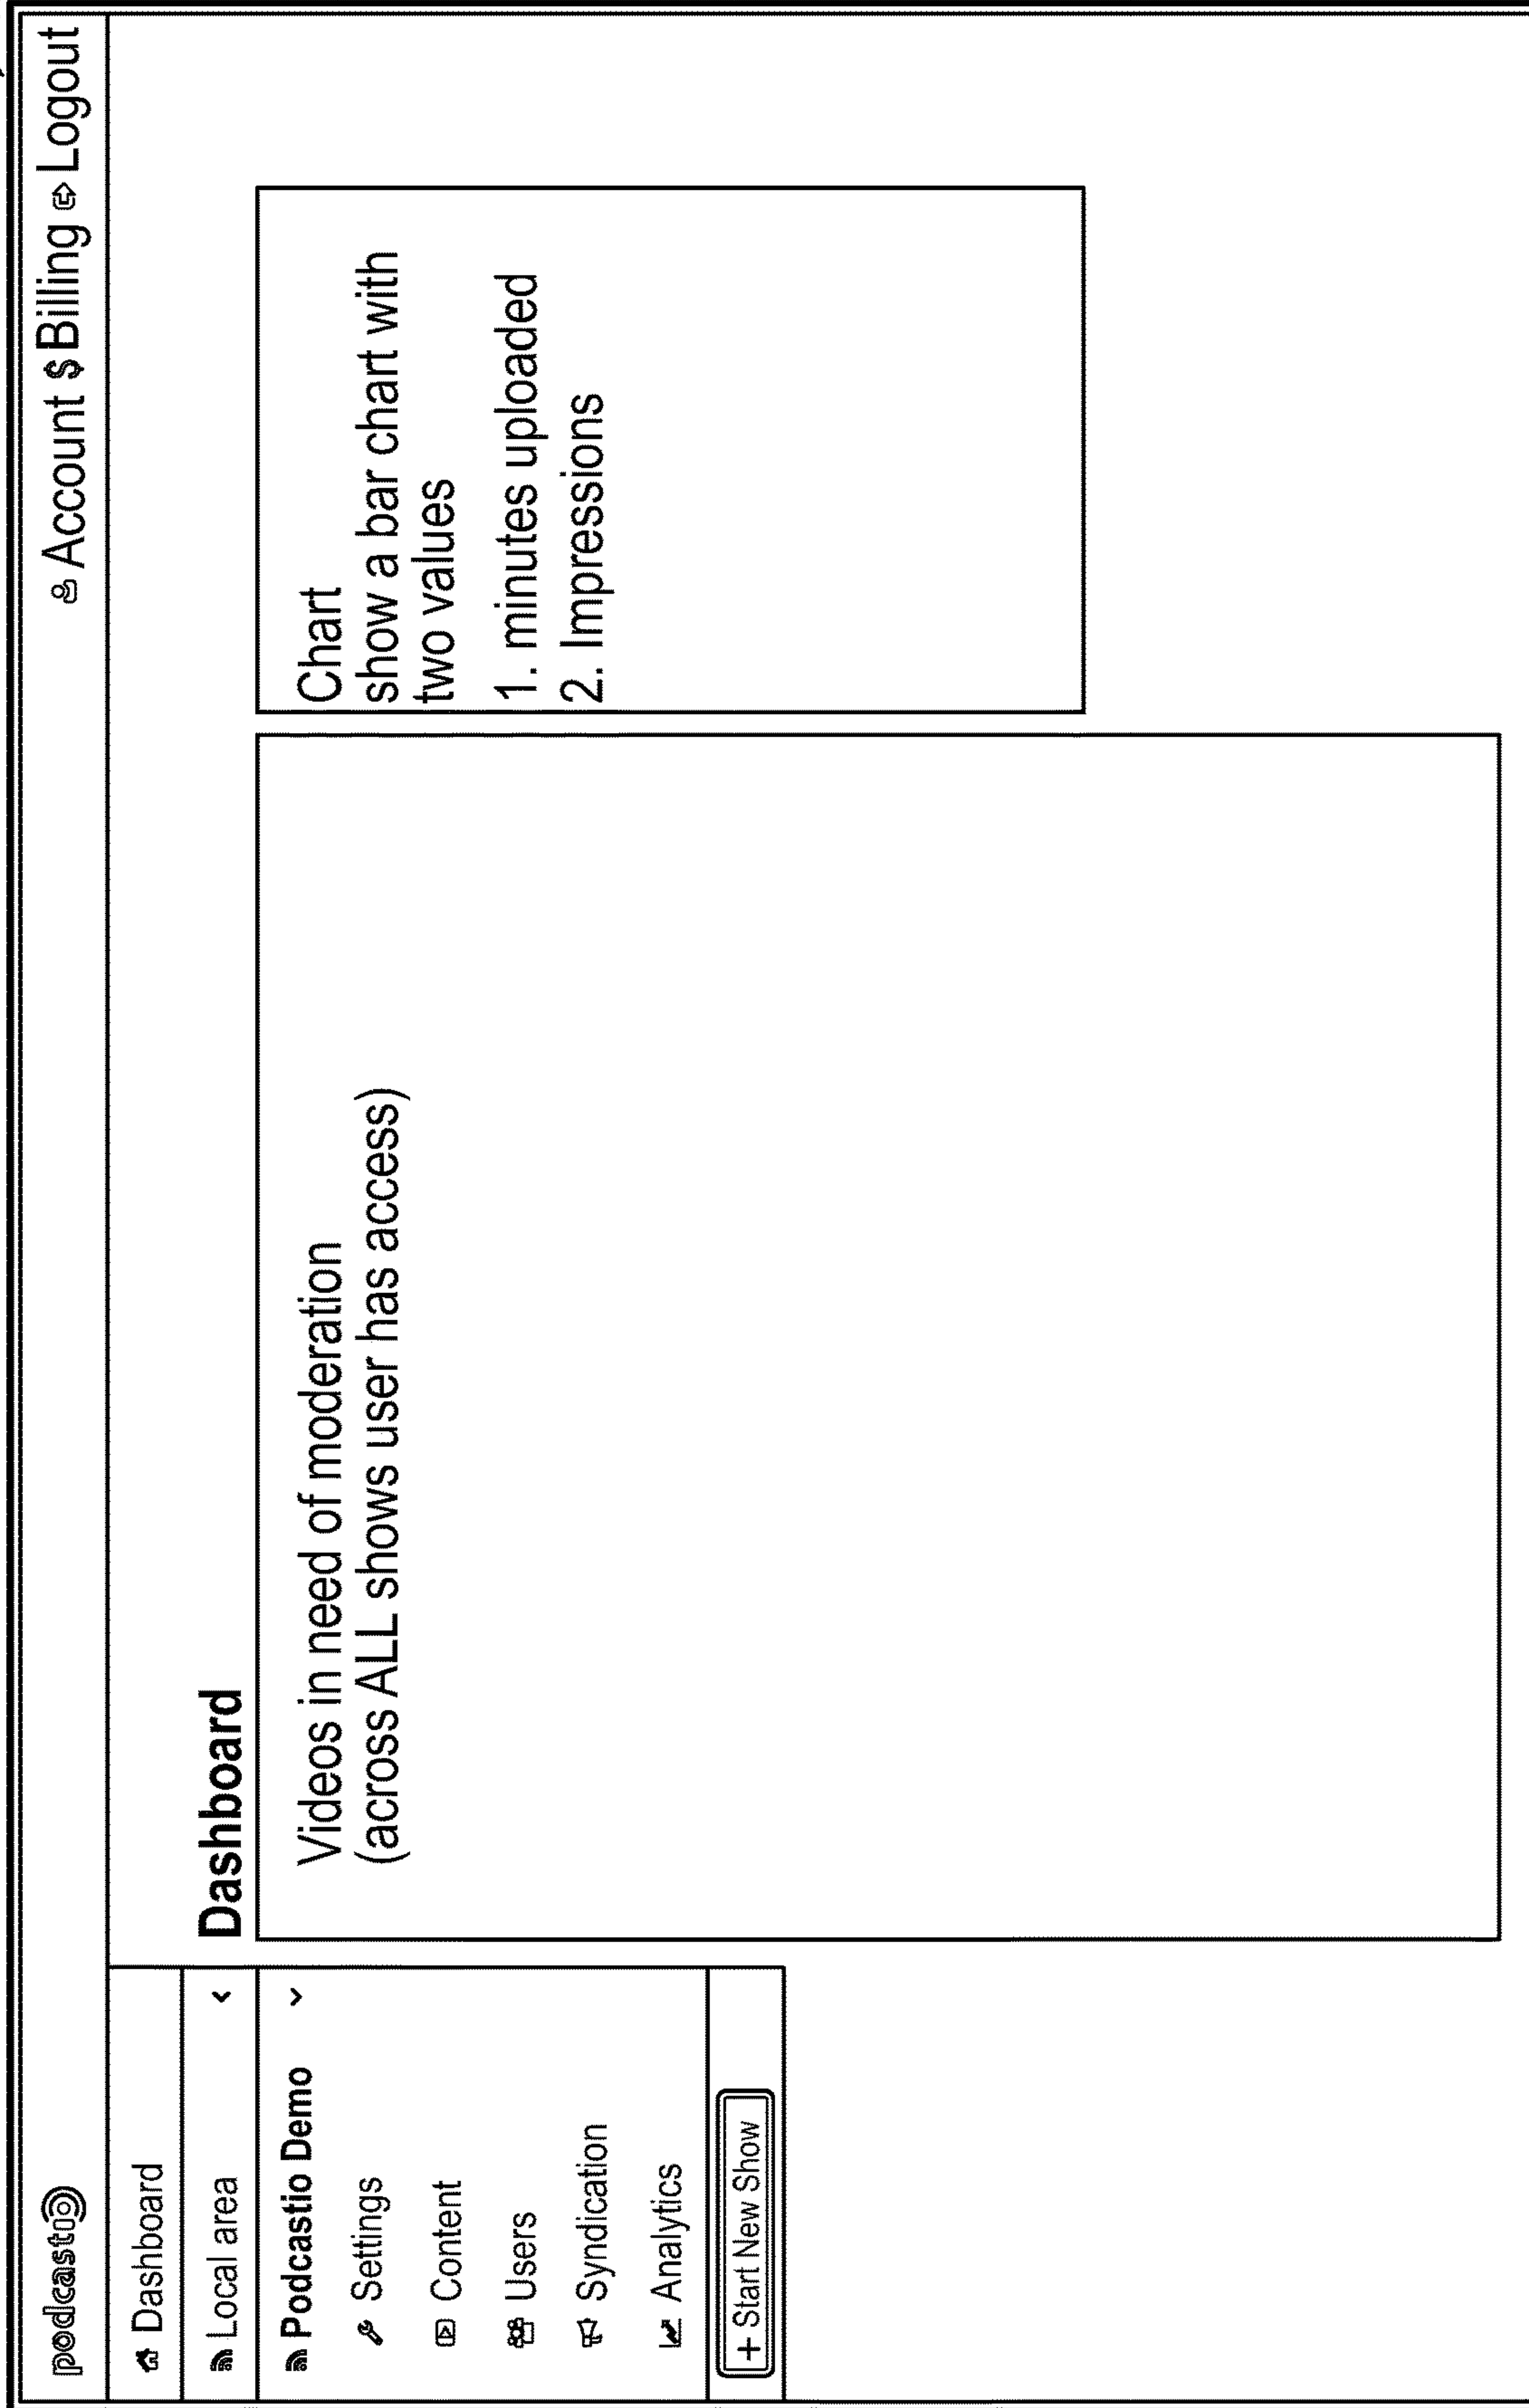 podcastio
Account $ Billing Logout
Dashboard
Local area
Podcastio Demo
Settings
Content
Users
Syndication
Analytics
+ Start New Show
Dashboard
Videos in need of moderation
(across ALL shows user has access)
Chart
show a bar chart with
two values
1. minutes uploaded
2. Impressions